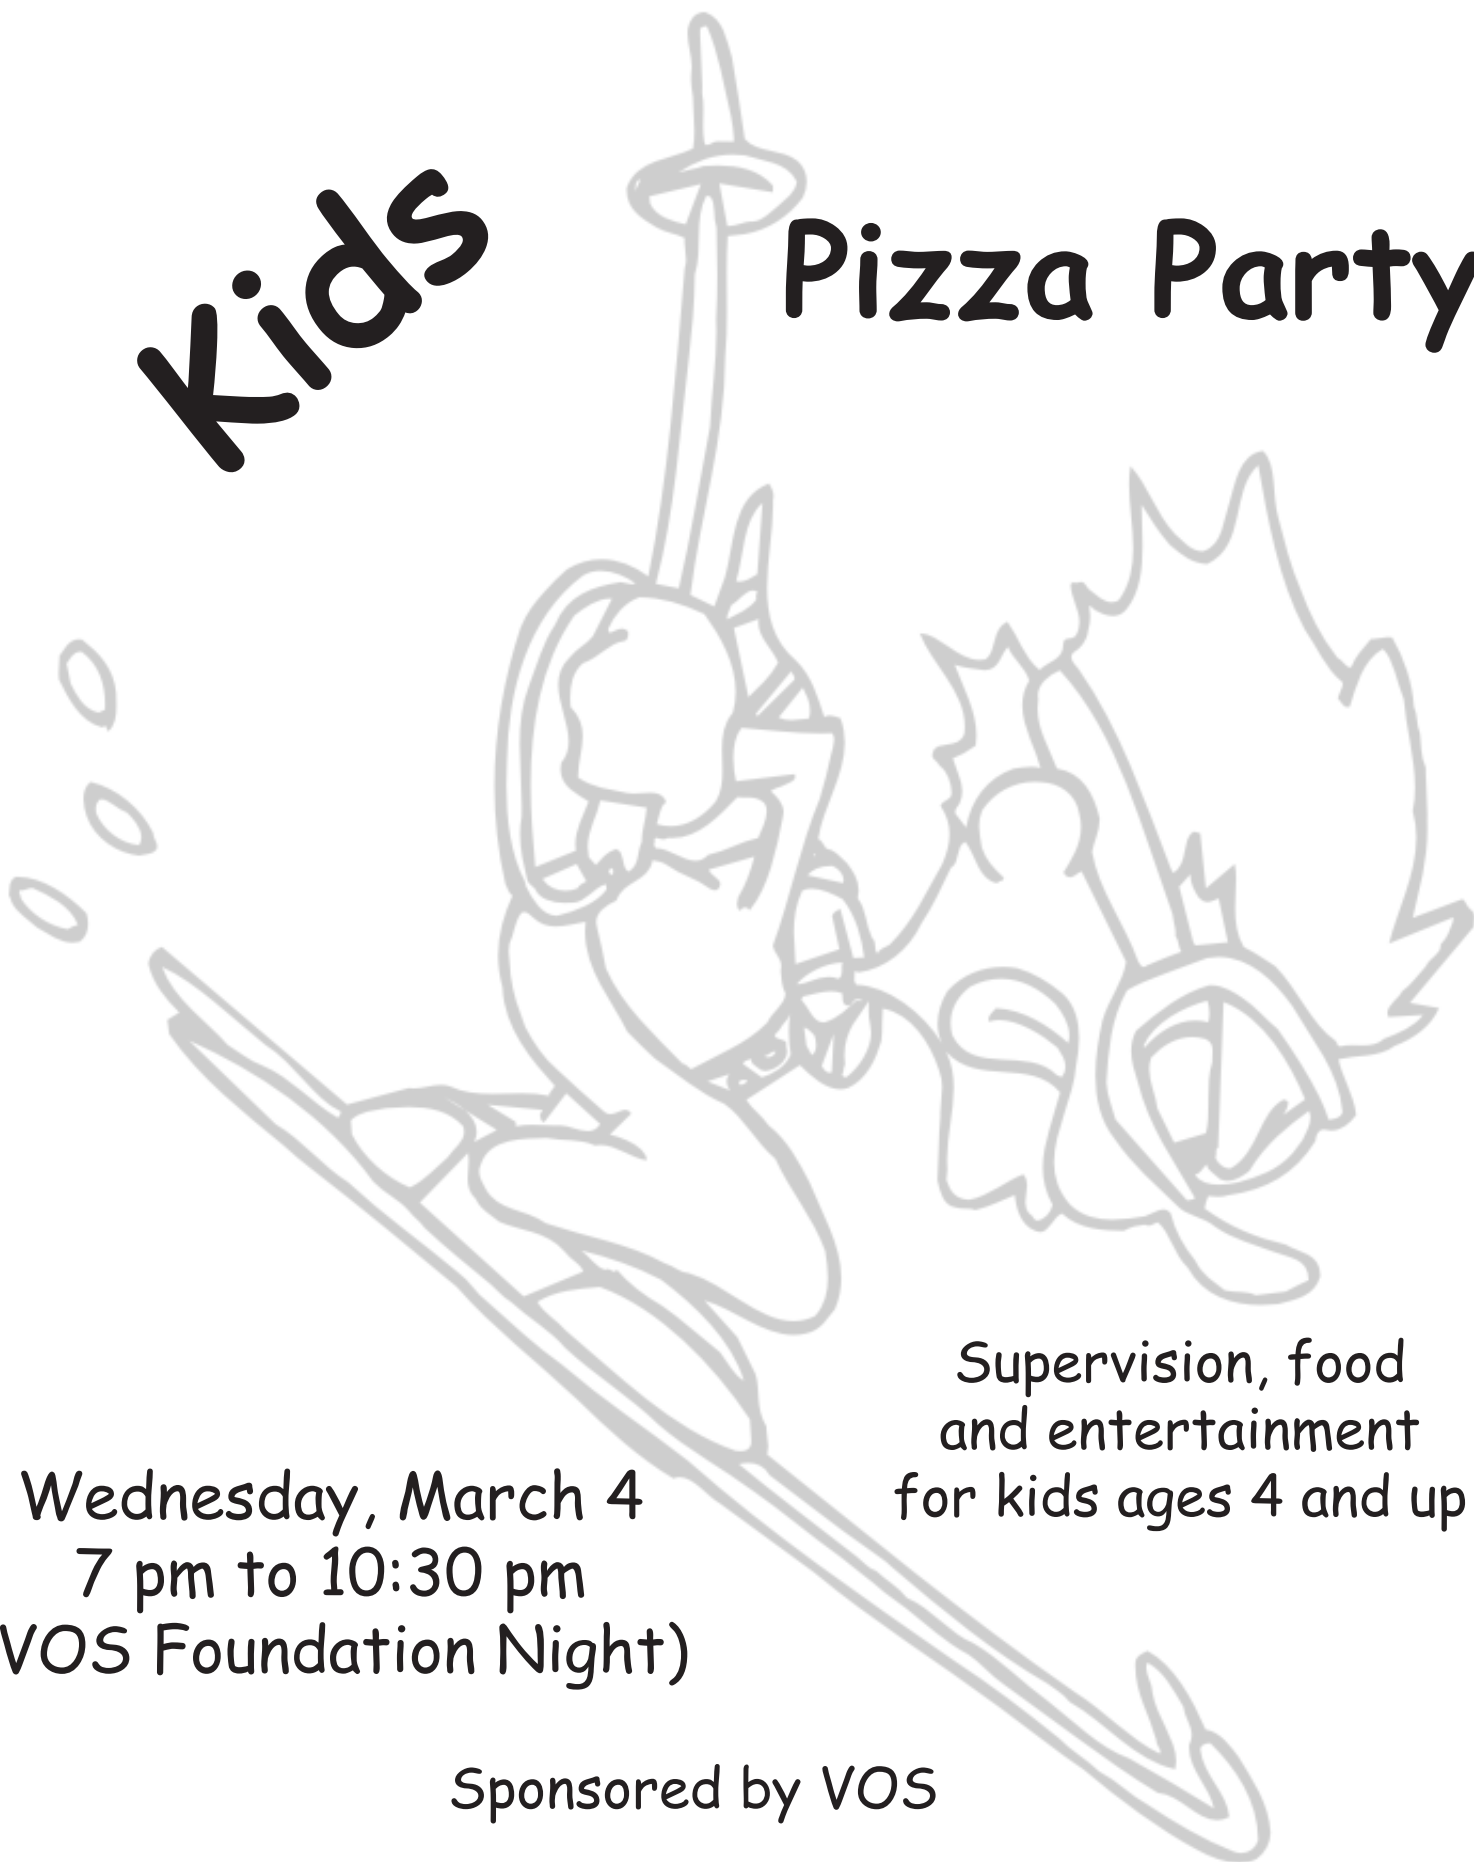 Kids
Pizza Party
Supervision, food
and entertainment
for kids ages 4 and up
Wednesday, March 4
7 pm to 10:30 pm
VOS Foundation Night)
Sponsored by VOS